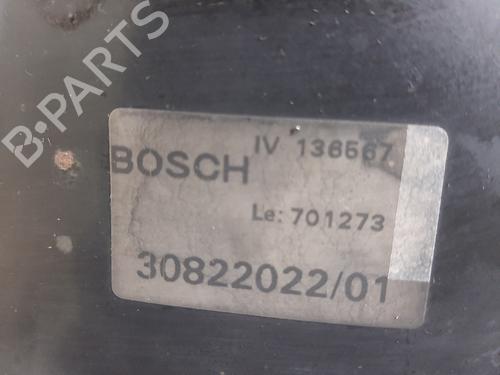 B·PARTS
BOSCH IV 136567
Le: 701273
30822022/01